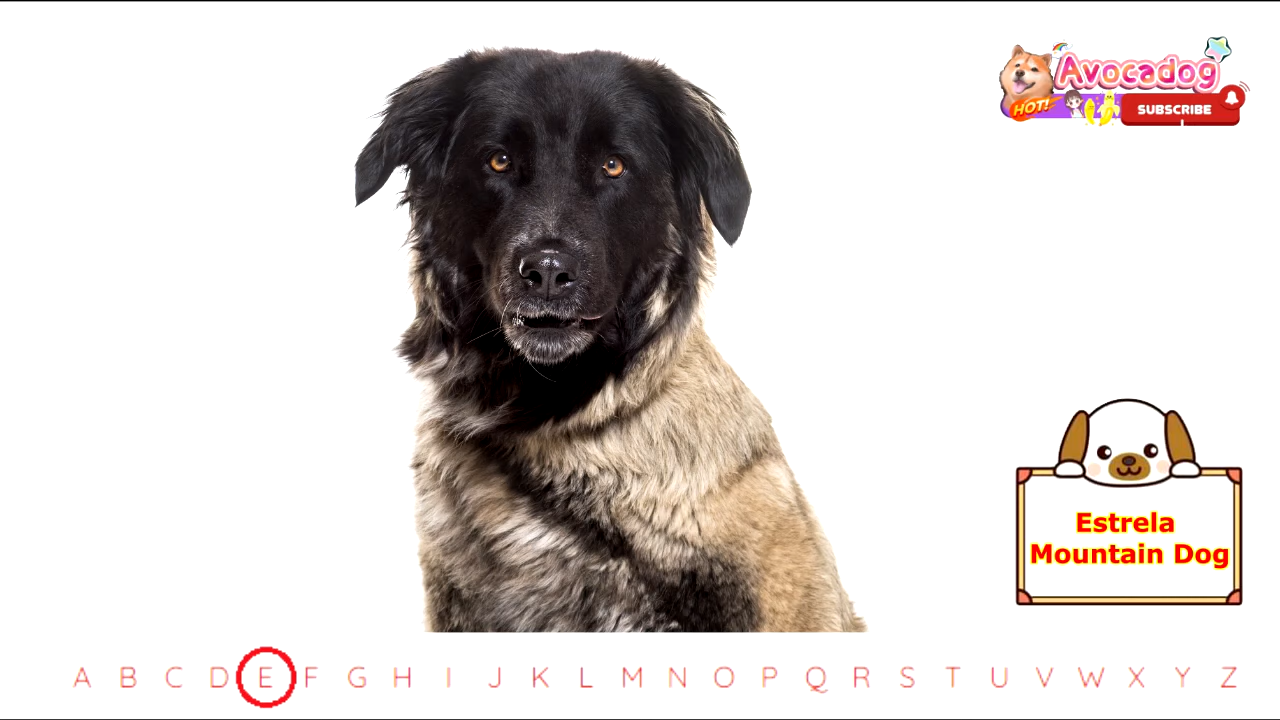 Avocadog
HOT!
SUBSCRIBE
Estrela
Mountain Dog
A B C D E F G H I J K L M N O P Q R S T U V W X Y Z